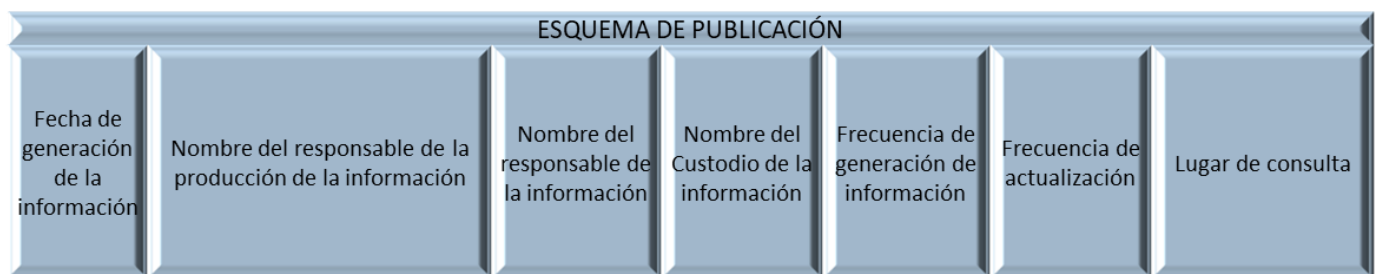 ESQUEMA DE PUBLICACIÓN
Fecha de
generación
de la
información
Nombre del responsable de la
producción de la información
Nombre del
responsable de
la información
Nombre del
Custodio de la
información
Frecuencia de
generación de
información
Frecuencia de
actualización
Lugar de consulta